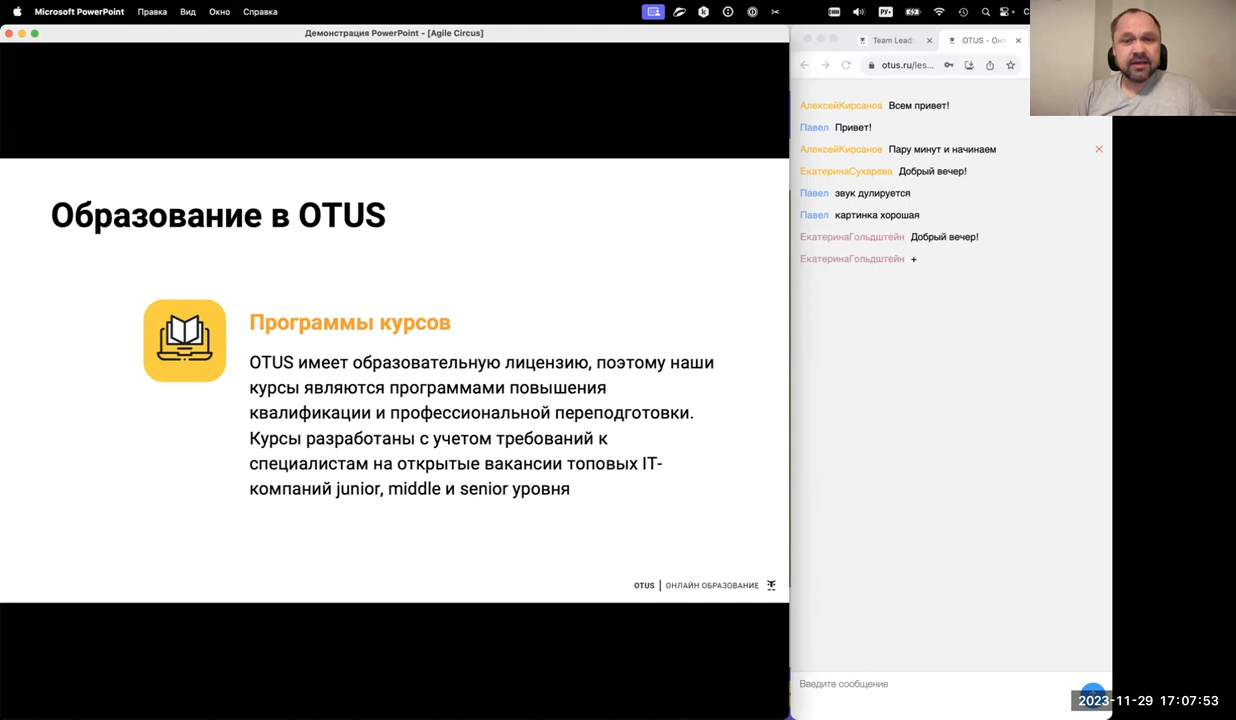 Microsoft PowerPoint Правка Вид Окно Справка
РУ
Демонстрация PowerPoint - [Agile Circus]
Team Lead:
OTUS - Онл
otus.ru/les...
Образование в OTUS
Программы курсов
OTUS имеет образовательную лицензию, поэтому наши
курсы являются программами повышения
квалификации и профессиональной переподготовки.
Курсы разработаны с учетом требований к
специалистам на открытые вакансии топовых IT-
компаний junior, middle и senior уровня
OTUS | ОНЛАЙН ОБРАЗОВАНИЕ
АлексейКирсанов Всем привет!
Павел Привет!
АлексейКирсанов Пару минут и начинаем
ЕкатеринаСухарева Добрый вечер!
Павел звук дулируется
Павел картинка хорошая
ЕкатеринаГольдштейн Добрый вечер!
ЕкатеринаГольдштейн +
Введите сообщение
2023-11-29 17:07:53